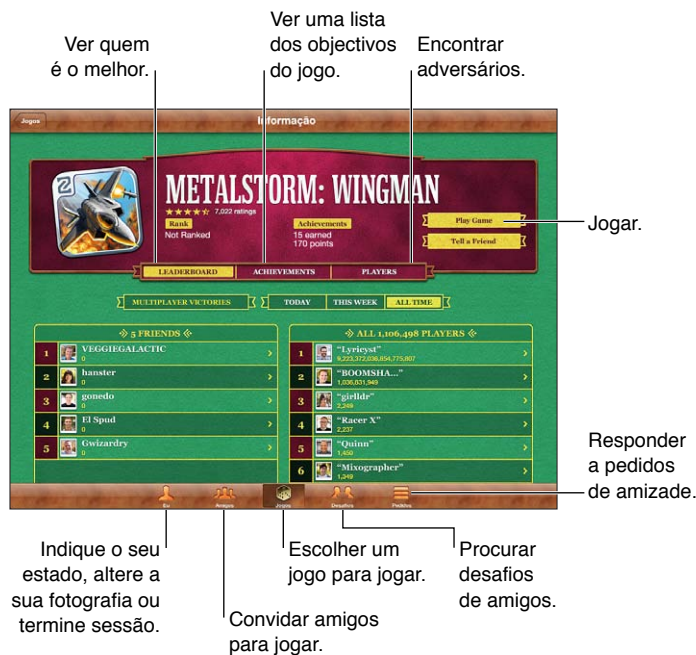 Ver quem
é o melhor.
Ver uma lista
dos objectivos
do jogo.
Encontrar
adversários.
Jogos
Informação
METALSTORM: WINGMAN
7,022 ratings
Rank
Not Ranked
Achievements
15 earned
170 points
Play Game
Tell a Friend
Jogar.
LEADERBOARD
ACHIEVEMENTS
PLAYERS
MULTIPLAYER VICTORIES
TODAY
THIS WEEK
ALL TIME
5 FRIENDS
1 VEGGIEGALACTIC
0
2 hanster
0
3 gonedo
0
4 El Spud
0
5 Gwizardry
0
ALL 1,106,498 PLAYERS
1 "Lyricyst"
9,223,372,036,854,775,807
2 "BOOMSHA..."
1,036,831,949
3 "girlldr"
2,249
4 "Racer X"
2,237
5 "Quinn"
1,450
6 "Mixographer"
1,349
Responder
a pedidos
de amizade.
Eu
Amigos
Jogos
Desafios
Pedidos
Indique o seu
estado, altere a
sua fotografia ou
termine sessão.
Convidar amigos
para jogar.
Escolher um
jogo para jogar.
Procurar
desafios
de amigos.